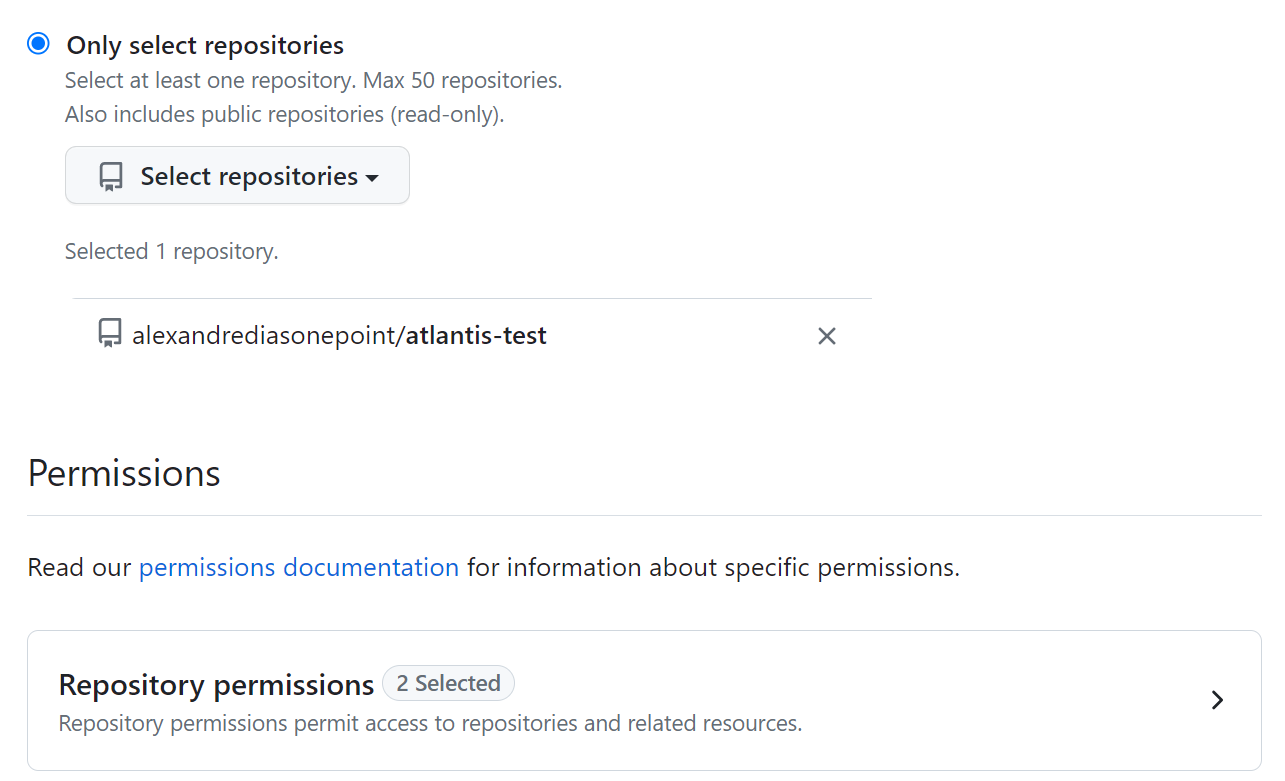 Only select repositories
Select at least one repository. Max 50 repositories.
Also includes public repositories (read-only).
Select repositories
Selected 1 repository.
alexandrediasonepoint/atlantis-test
Permissions
Read our permissions documentation for information about specific permissions.
Repository permissions 2 Selected
Repository permissions permit access to repositories and related resources.